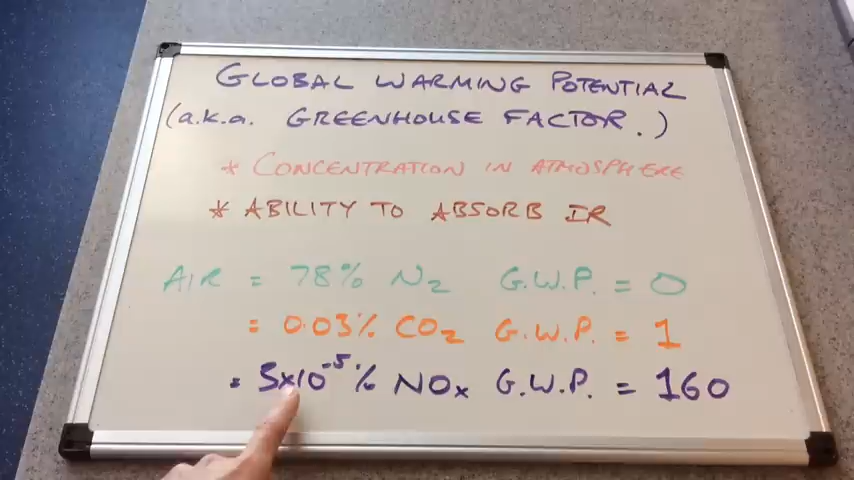 GLOBAL WARMING POTENTIAL
(a.k.a. GREENHOUSE FACTOR.)
* CONCENTRATION IN ATMOSPHERE
* ABILITY TO ABSORB IR
AIR = 78% N₂ G.W.P. = 0
= 0.03% CO₂ G.W.P. = 1
= 5x10⁻⁵% NOx G.W.P. = 160